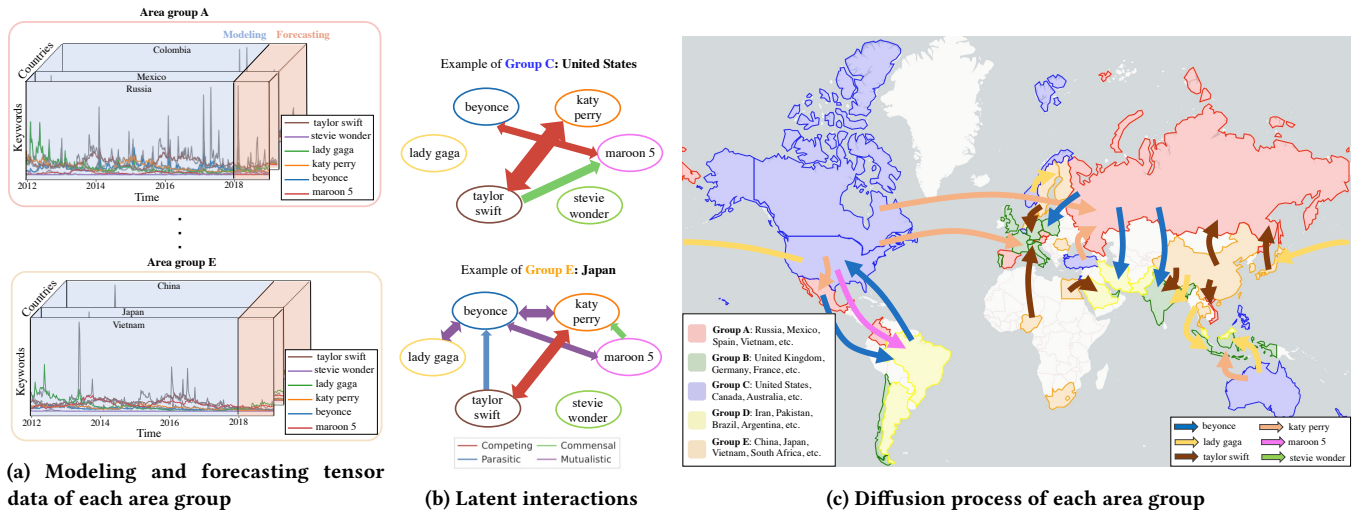 Area group A
Modeling
Forecasting
Countries
Colombia
Mexico
Russia
Keywords
taylor swift
stevie wonder
lady gaga
katy perry
beyonce
maroon 5
2012
2014
2016
2018
Time
Area group E
Countries
China
Japan
Vietnam
Keywords
taylor swift
stevie wonder
lady gaga
katy perry
beyonce
maroon 5
2012
2014
2016
2018
Time
(a) Modeling and forecasting tensor
data of each area group
Example of Group C: United States
beyonce
katy
perry
lady gaga
maroon 5
taylor
swift
stevie
wonder
Example of Group E: Japan
beyonce
katy
perry
lady gaga
maroon 5
taylor
swift
stevie
wonder
Competing
Commensal
Parasitic
Mutualistic
(b) Latent interactions
Group A: Russia, Mexico,
Spain, Vietnam, etc.
Group B: United Kingdom,
Germany, France, etc.
Group C: United States,
Canada, Australia, etc.
Group D: Iran, Pakistan,
Brazil, Argentina, etc.
Group E: China, Japan,
Vietnam, South Africa, etc.
beyonce
katy perry
lady gaga
maroon 5
taylor swift
stevie wonder
(c) Diffusion process of each area group